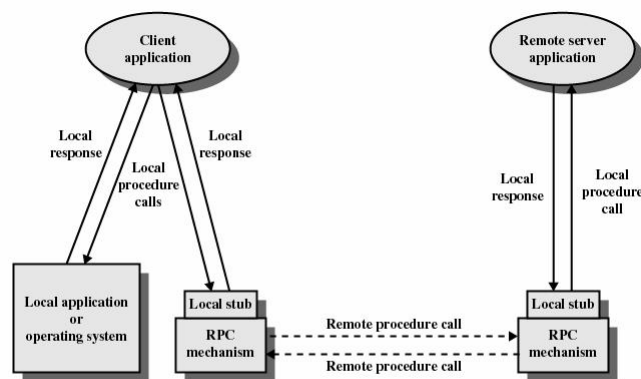 Client
application
Remote server
application
Local
response
Local
procedure
calls
Local
response
Local
response
Local
procedure
call
Local application
or
operating system
Local stub
RPC
mechanism
Remote procedure call
Remote procedure call
Local stub
RPC
mechanism